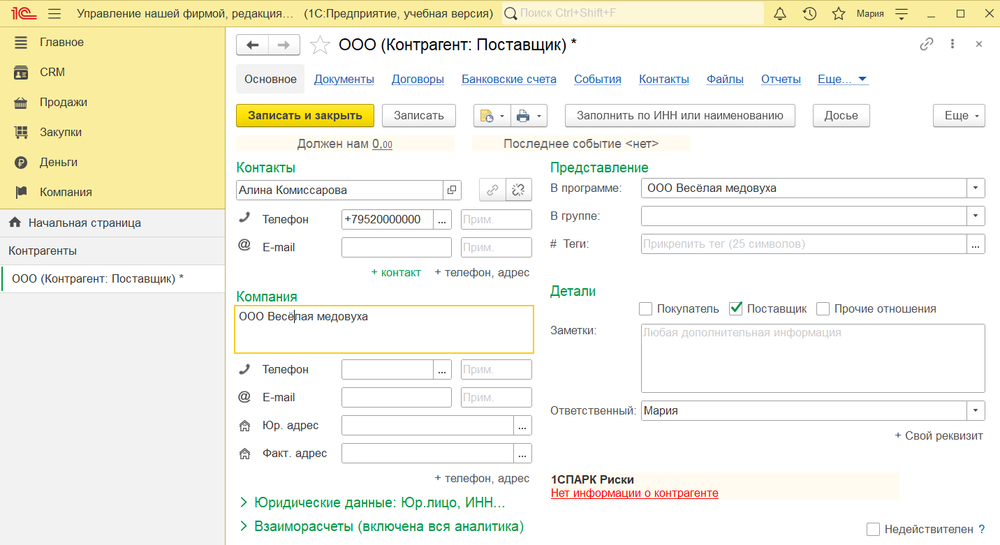 1С Управление нашей фирмой, редакция... (1С:Предприятие, учебная версия) Поиск Ctrl+Shift+F Мария
Главное
CRM
Продажи
Закупки
Деньги
Компания
Начальная страница
Контрагенты
ООО (Контрагент: Поставщик) *
ООО (Контрагент: Поставщик) *
Основное Документы Договоры Банковские счета События Контакты Файлы Отчеты Еще...
Записать и закрыть Записать Заполнить по ИНН или наименованию Досье Еще
Должен нам 0,00 Последнее событие <нет>
Контакты
Алина Комиссарова
Телефон +79520000000 ... Прим.
@ E-mail Прим.
+ контакт + телефон, адрес
Компания
ООО Весёлая медовуха
Телефон ... Прим.
@ E-mail Прим.
Юр. адрес ...
Факт. адрес ...
+ телефон, адрес
Юридические данные: Юр.лицо, ИНН...
Взаиморасчеты (включена вся аналитика)
Представление
В программе: ООО Весёлая медовуха
В группе:
# Теги: Прикрепить тег (25 символов) ...
Детали
Покупатель Поставщик Прочие отношения
Заметки: Любая дополнительная информация
Ответственный: Мария
+ Свой реквизит
1СПАРК Риски
Нет информации о контрагенте
Недействителен ?